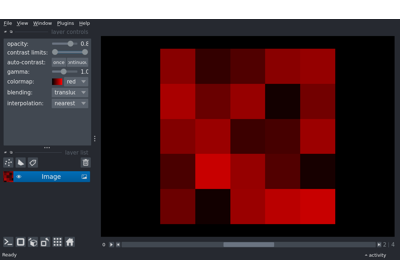 File View Window Plugins Help
layer controls
opacity: 0.8
contrast limits:
auto-contrast: once continuous
gamma: 1.0
colormap: red
blending: transluc
interpolation: nearest
layer list
Image
2 / 4
Ready activity